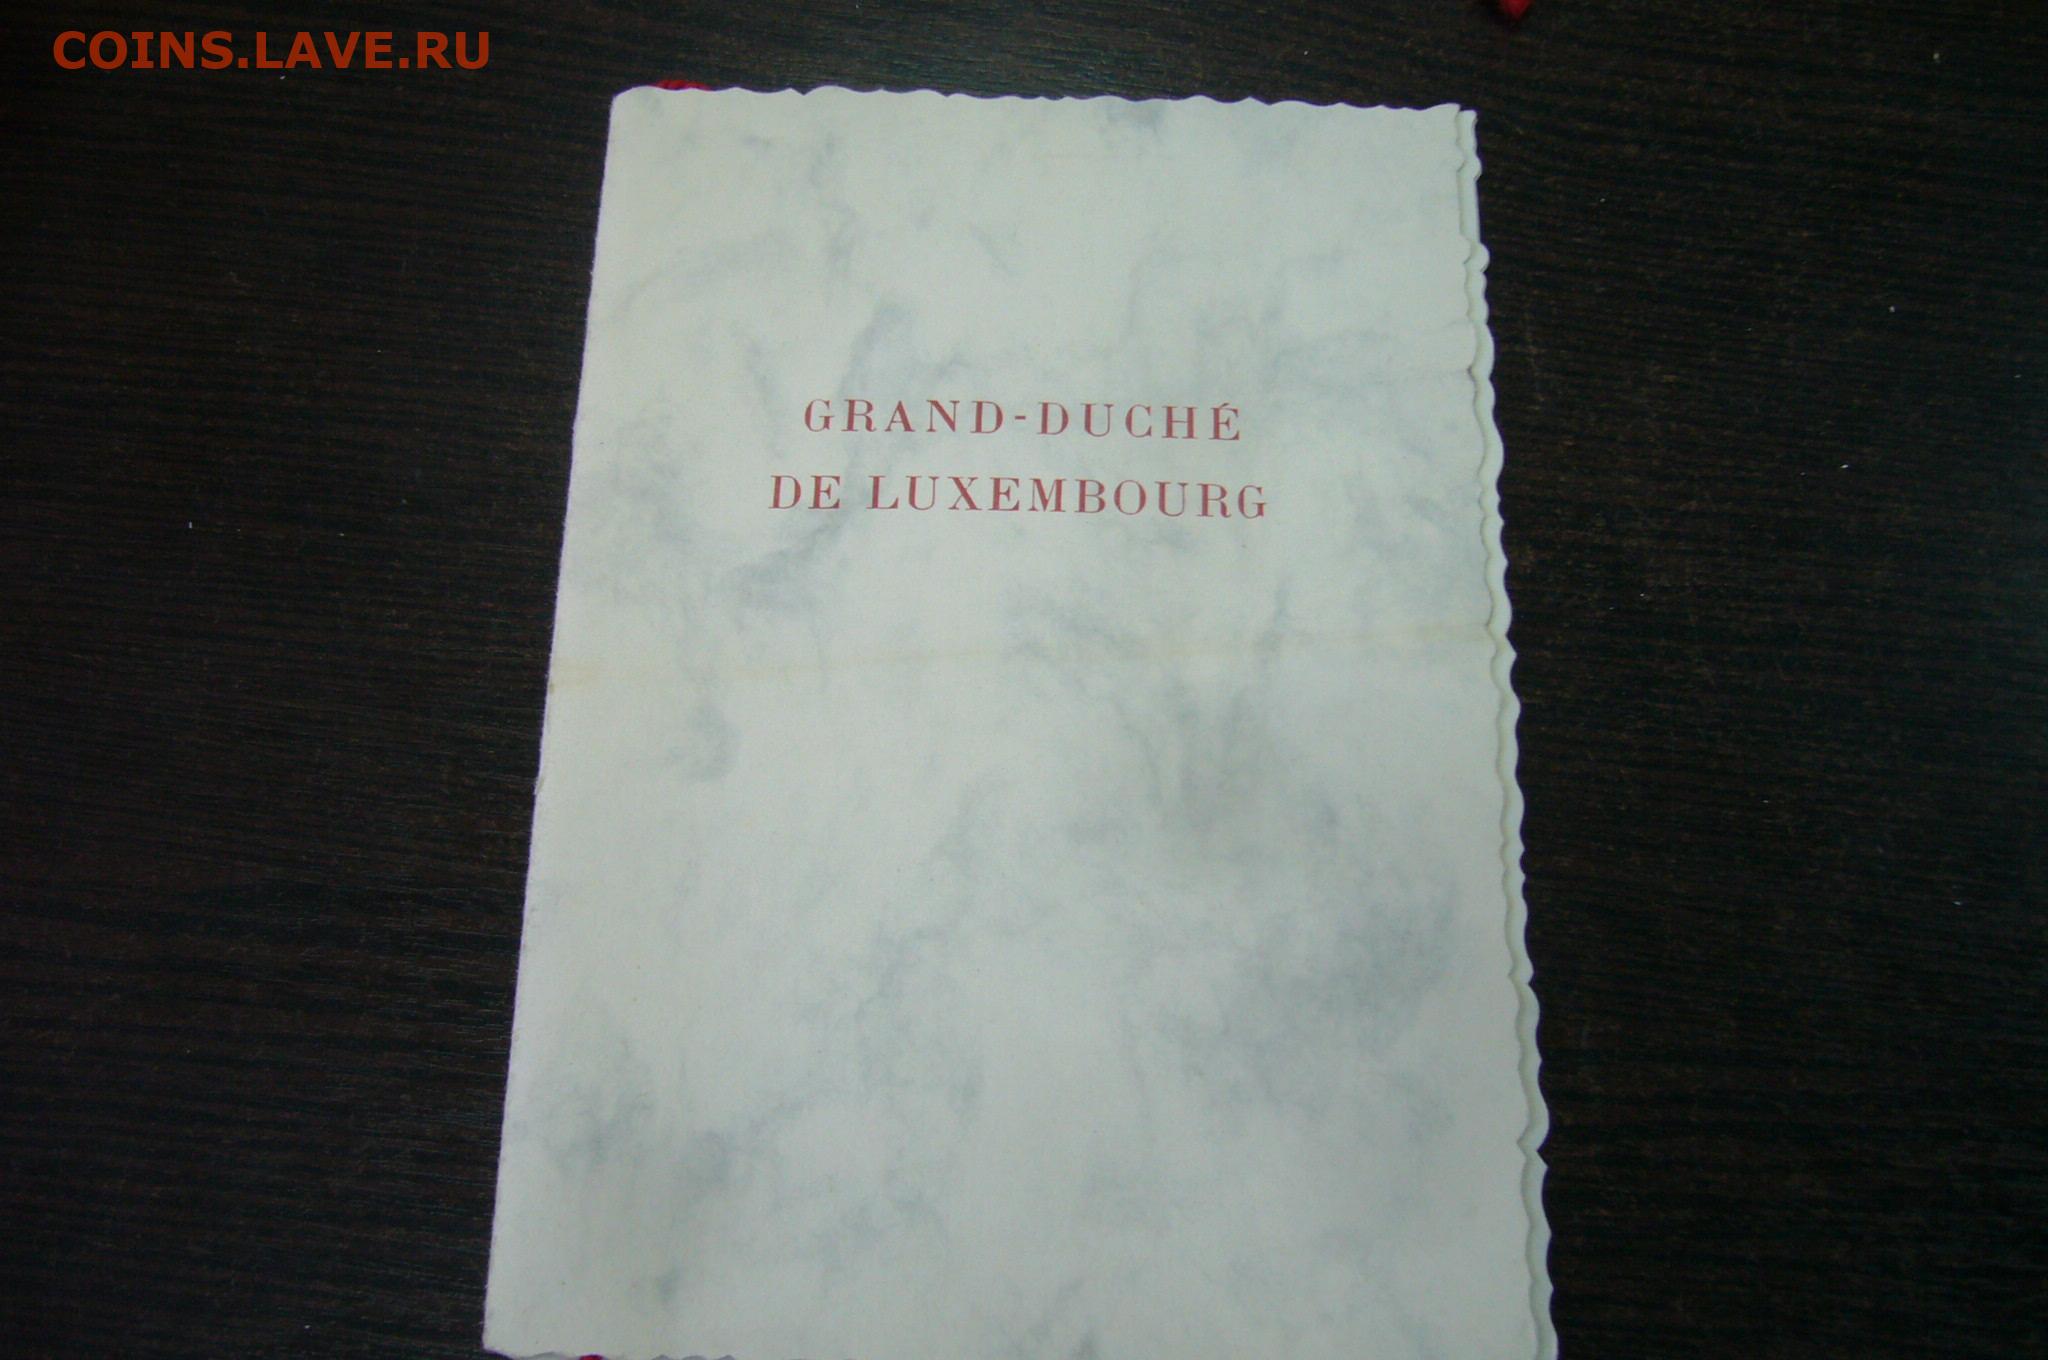 COINS.LAVE.RU
GRAND-DUCHÉ
DE LUXEMBOURG